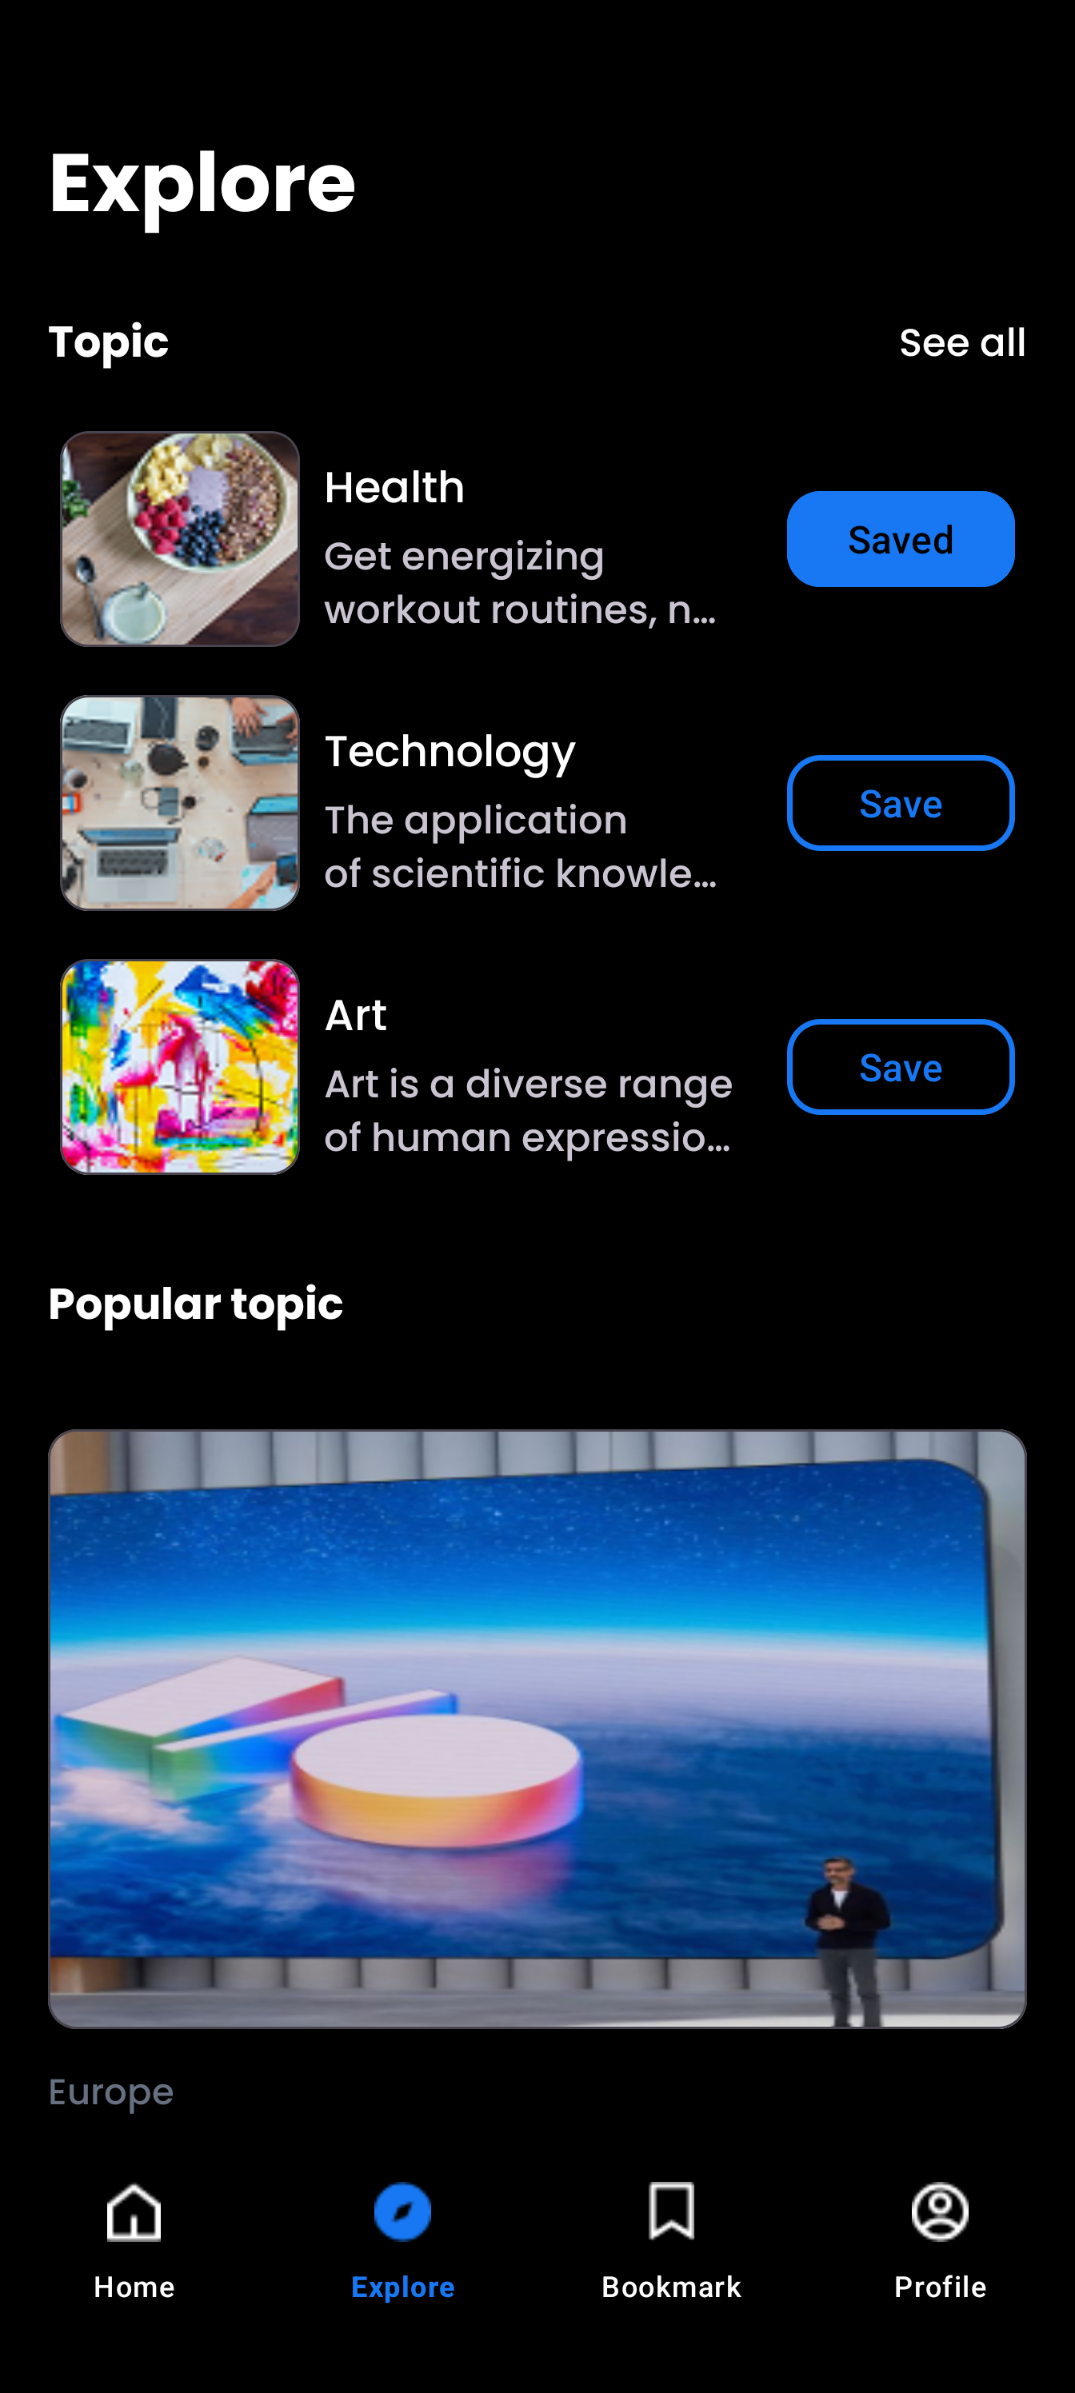 Explore
Topic
See all
Health
Get energizing
workout routines, n...
Saved
Technology
The application
of scientific knowle...
Save
Art
Art is a diverse range
of human expressio...
Save
Popular topic
Europe
Home
Explore
Bookmark
Profile